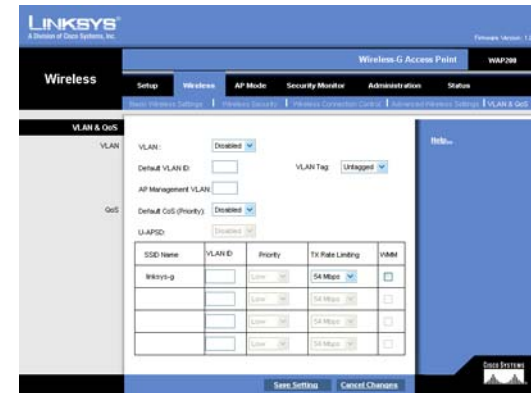 LINKSYS®
A Division of Cisco Systems, Inc.
Firmware Version: 1.0
Wireless-G Access Point WAP200
Wireless
Setup Wireless AP Mode Security Monitor Administration Status
Basic Wireless Settings | Wireless Security | Wireless Connection Control | Advanced Wireless Settings | VLAN & QoS
VLAN & QoS
VLAN
VLAN: Disabled
Help...
Default VLAN ID: VLAN Tag: Untagged
AP Management VLAN:
QoS
Default CoS (Priority): Disabled
U-APSD: Disabled
SSID Name VLAN ID Priority TX Rate Limiting WMM
linksys-g Low 54 Mbps
Low 54 Mbps
Low 54 Mbps
Low 54 Mbps
Save Setting Cancel Changes
CISCO SYSTEMS